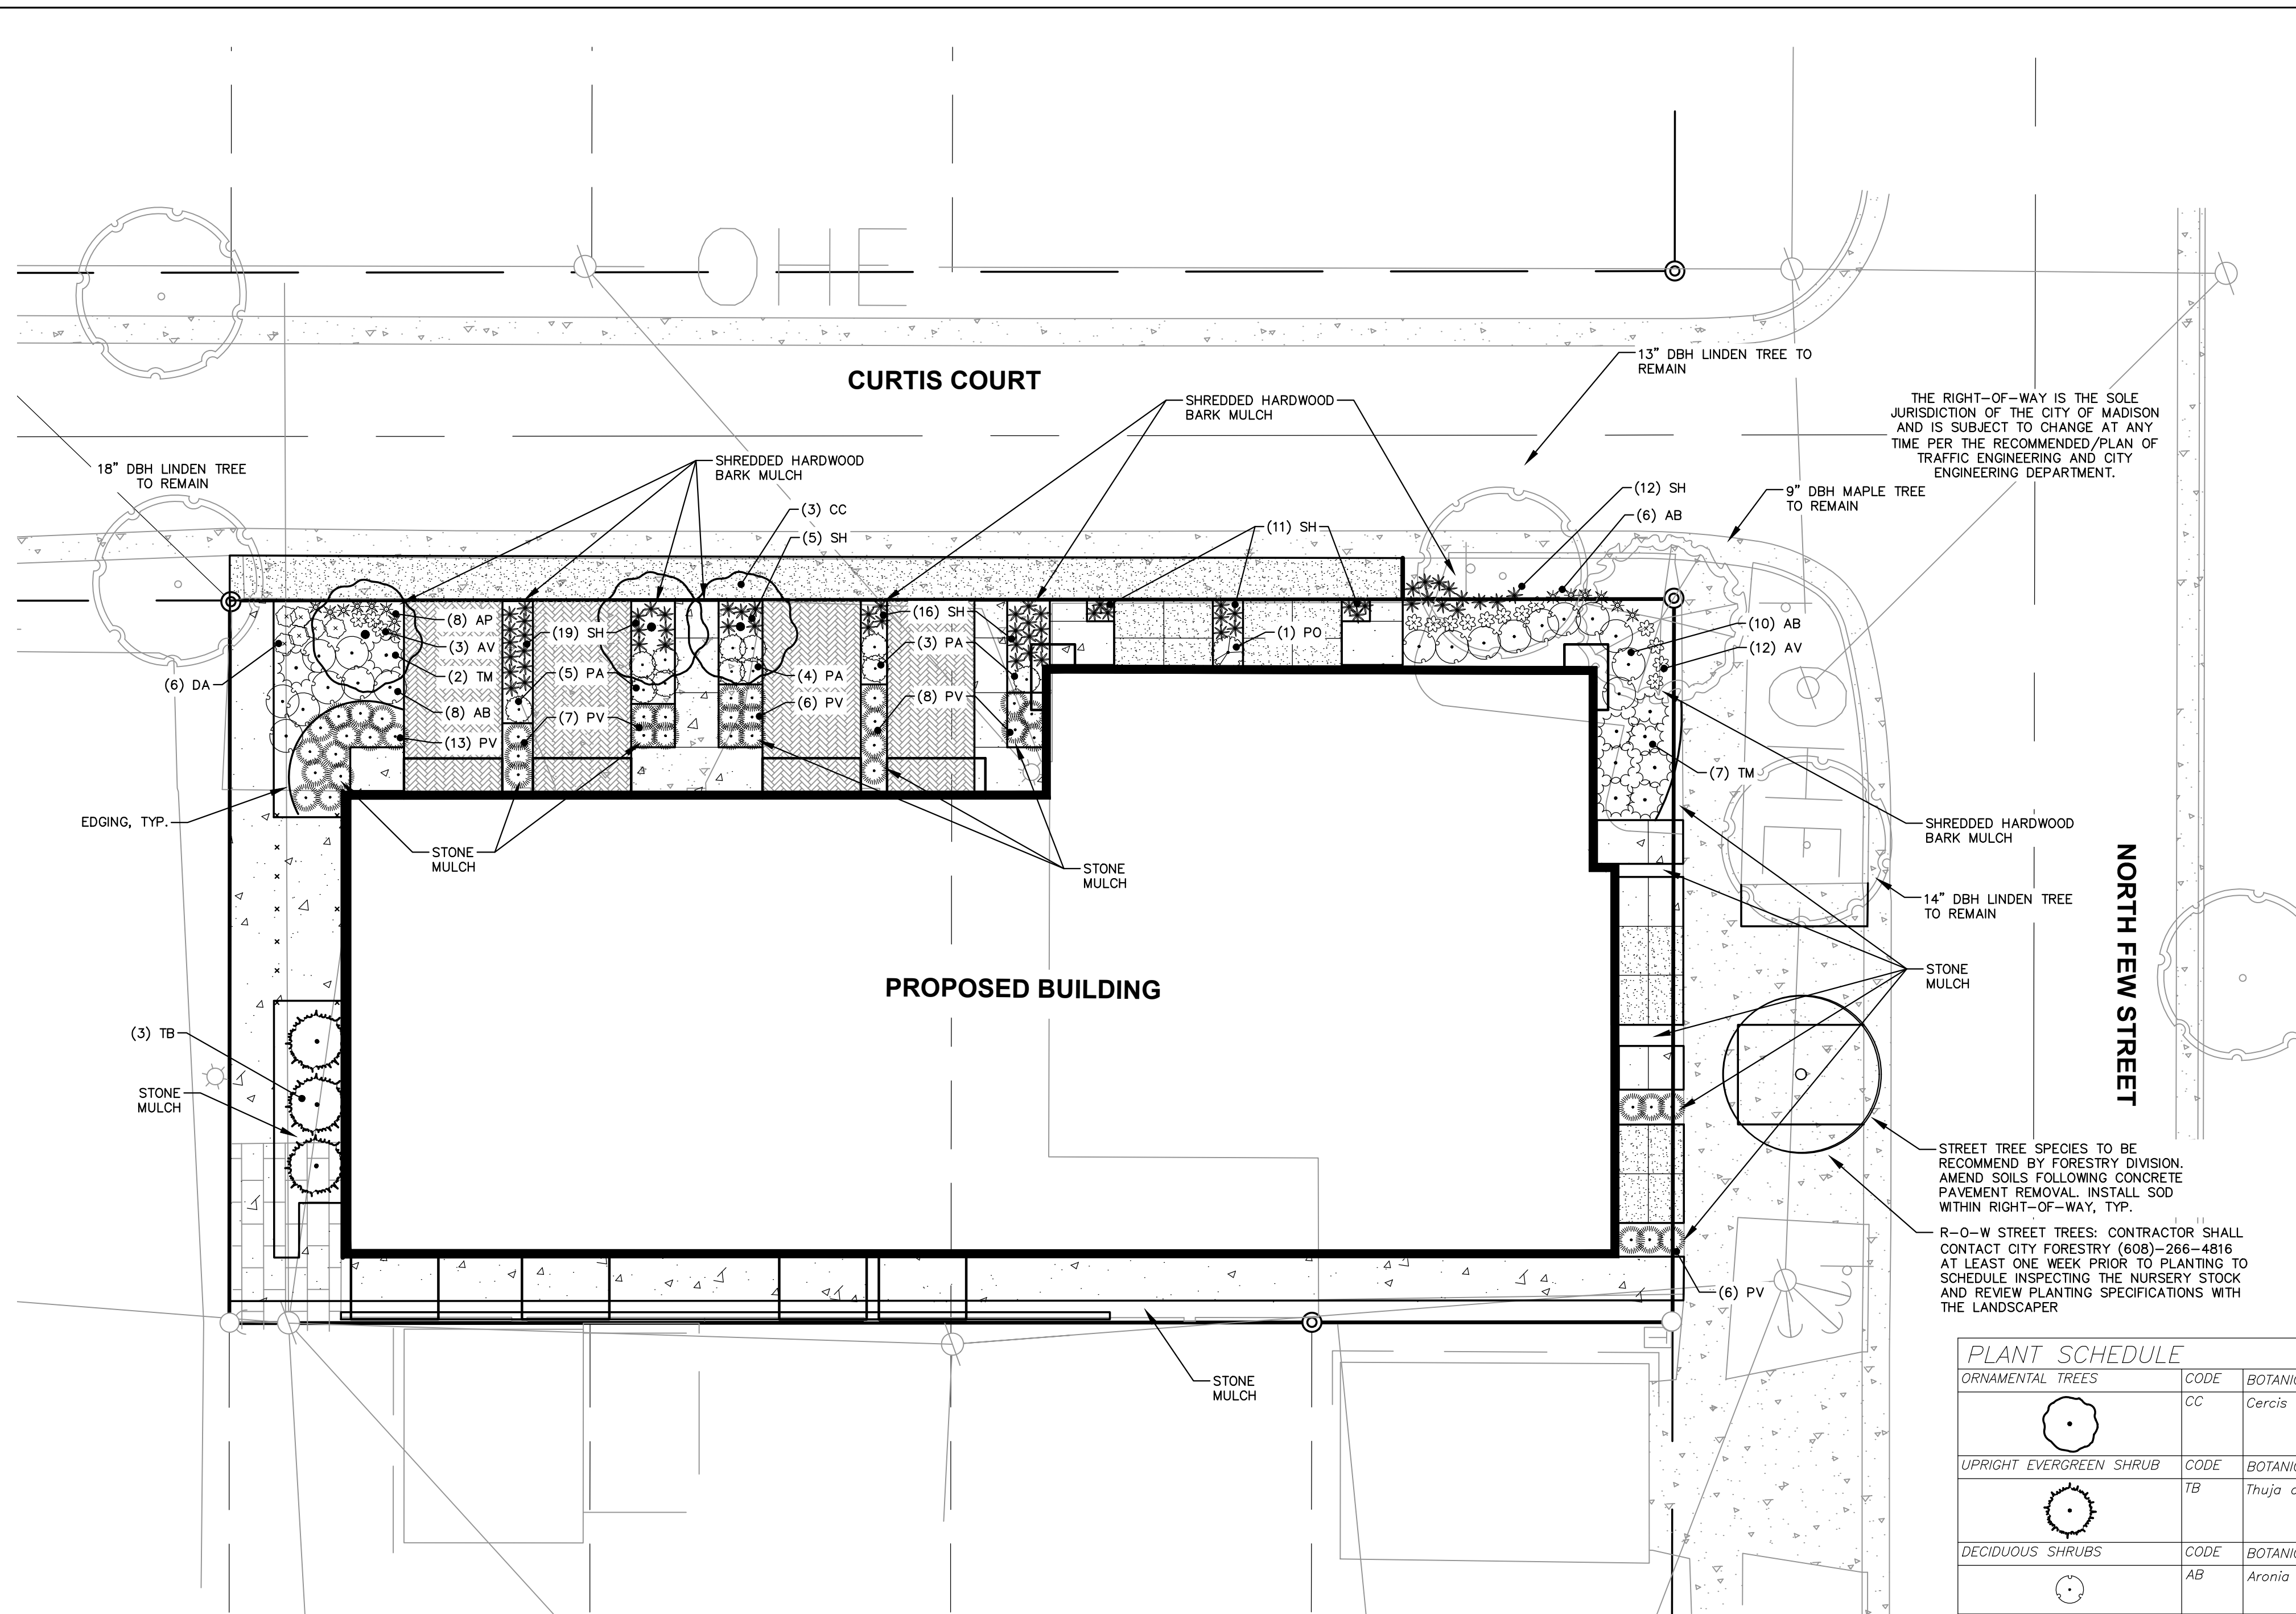 OHE
CURTIS COURT
13" DBH LINDEN TREE TO
REMAIN
SHREDDED HARDWOOD
BARK MULCH
THE RIGHT-OF-WAY IS THE SOLE
JURISDICTION OF THE CITY OF MADISON
AND IS SUBJECT TO CHANGE AT ANY
TIME PER THE RECOMMENDED/PLAN OF
TRAFFIC ENGINEERING AND CITY
ENGINEERING DEPARTMENT.
18" DBH LINDEN TREE
TO REMAIN
SHREDDED HARDWOOD
BARK MULCH
(3) CC
(5) SH
(11) SH
(12) SH
(6) AB
9" DBH MAPLE TREE
TO REMAIN
(8) AP
(3) AV
(2) TM
(8) AB
(13) PV
(6) DA
(19) SH
(5) PA
(7) PV
(4) PA
(6) PV
(16) SH
(3) PA
(8) PV
(1) PO
(10) AB
(12) AV
(7) TM
EDGING, TYP.
STONE
MULCH
STONE
MULCH
SHREDDED HARDWOOD
BARK MULCH
14" DBH LINDEN TREE
TO REMAIN
NORTH FEW STREET
STONE
MULCH
PROPOSED BUILDING
(3) TB
STONE
MULCH
STREET TREE SPECIES TO BE
RECOMMEND BY FORESTRY DIVISION.
AMEND SOILS FOLLOWING CONCRETE
PAVEMENT REMOVAL. INSTALL SOD
WITHIN RIGHT-OF-WAY, TYP.
R-O-W STREET TREES: CONTRACTOR SHALL
CONTACT CITY FORESTRY (608)-266-4816
AT LEAST ONE WEEK PRIOR TO PLANTING TO
SCHEDULE INSPECTING THE NURSERY STOCK
AND REVIEW PLANTING SPECIFICATIONS WITH
THE LANDSCAPER
(6) PV
STONE
MULCH
PLANT SCHEDULE
ORNAMENTAL TREES CODE
CC Cercis
UPRIGHT EVERGREEN SHRUB CODE
TB Thuja
DECIDUOUS SHRUBS CODE
AB Aronia